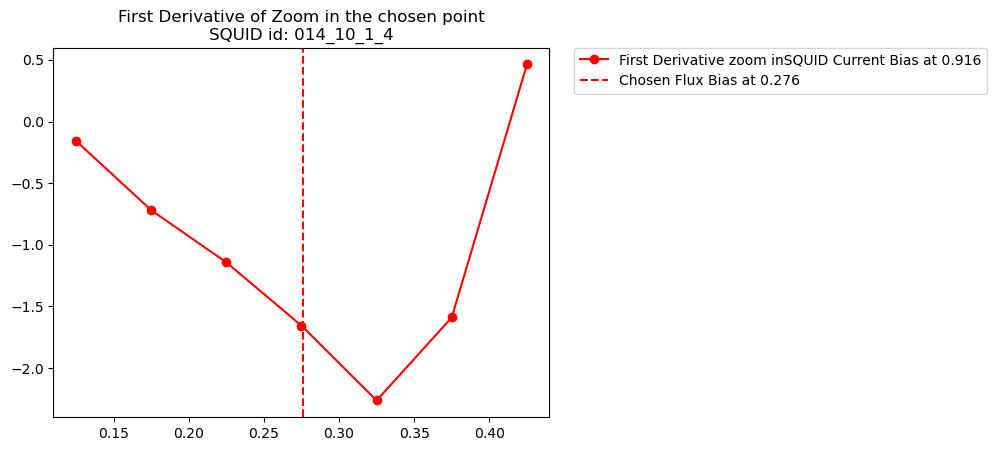 First Derivative of Zoom in the chosen point
SQUID id: 014_10_1_4
First Derivative zoom inSQUID Current Bias at 0.916
Chosen Flux Bias at 0.276
0.5
0.0
−0.5
−1.0
−1.5
−2.0
0.15 0.20 0.25 0.30 0.35 0.40